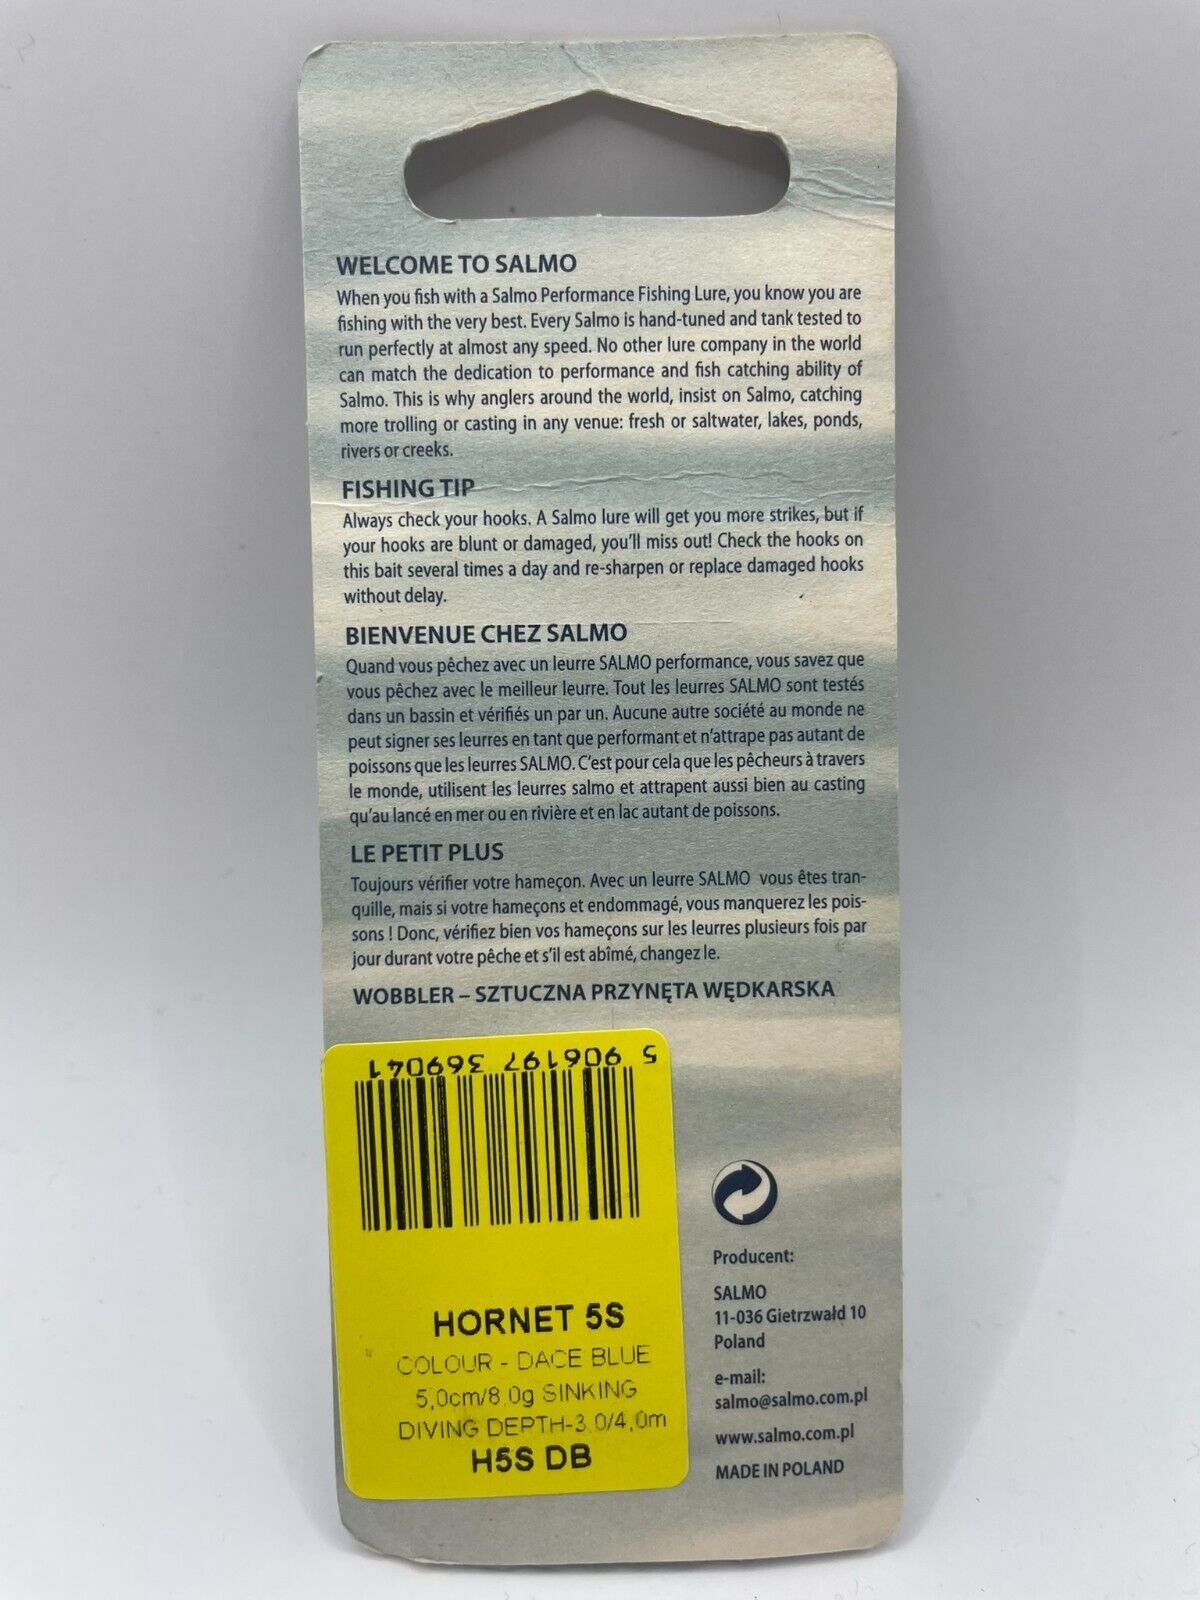 WELCOME TO SALMO
When you fish with a Salmo Performance Fishing Lure, you know you are
fishing with the very best. Every Salmo is hand-tuned and tank tested to
run perfectly at almost any speed. No other lure company in the world
can match the dedication to performance and fish catching ability of
Salmo. This is why anglers around the world, insist on Salmo, catching
more trolling or casting in any venue: fresh or saltwater, lakes, ponds,
rivers or creeks.
FISHING TIP
Always check your hooks. A Salmo lure will get you more strikes, but if
your hooks are blunt or damaged, you'll miss out! Check the hooks on
this bait several times a day and re-sharpen or replace damaged hooks
without delay.
BIENVENUE CHEZ SALMO
Quand vous pêchez avec un leurre SALMO performance, vous savez que
vous pêchez avec le meilleur leurre. Tout les leurres SALMO sont testés
dans un bassin et vérifiés un par un. Aucune autre société au monde ne
peut signer ses leurres en tant que performant et n'attrape pas autant de
poissons que les leurres SALMO. C'est pour cela que les pêcheurs à travers
le monde, utilisent les leurres salmo et attrapent aussi bien au casting
qu'au lancé en mer ou en rivière et en lac autant de poissons.
LE PETIT PLUS
Toujours vérifier votre hameçon. Avec un leurre SALMO vous êtes tran-
quille, mais si votre hameçons et endommagé, vous manquerez les pois-
sons ! Donc, vérifiez bien vos hameçons sur les leurres plusieurs fois par
jour durant votre pêche et s'il est abîmé, changez le.
WOBBLER – SZTUCZNA PRZYNĘTA WĘDKARSKA
5 906197 369041
HORNET 5S
COLOUR - DACE BLUE
5,0cm/8,0g SINKING
DIVING DEPTH-3,0/4,0m
H5S DB
Producent:
SALMO
11-036 Gietrzwałd 10
Poland
e-mail:
salmo@salmo.com.pl
www.salmo.com.pl
MADE IN POLAND